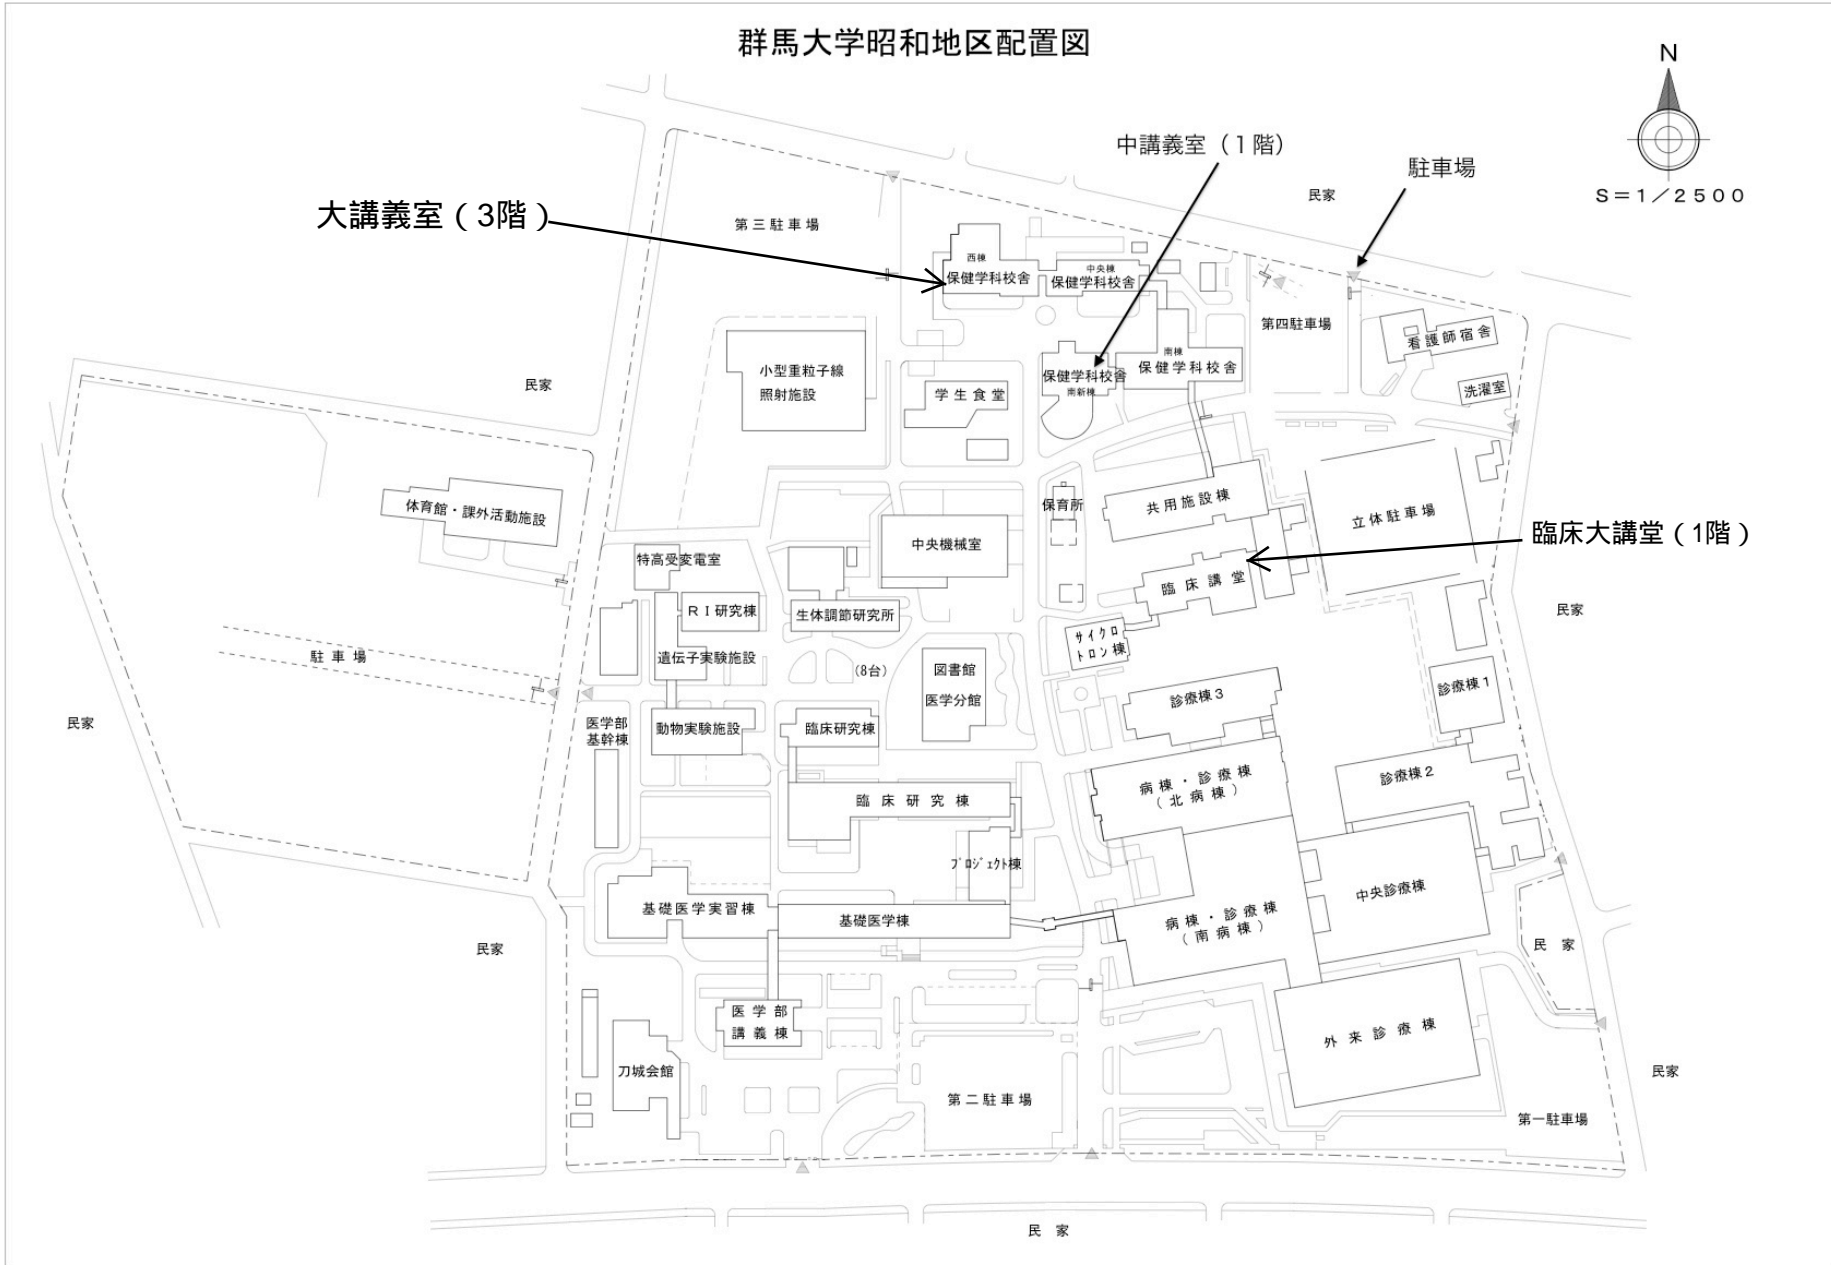 群馬大学昭和地区配置図
N
S=1/2500
中講義室（1階）
駐車場
民家
大講義室（3階）
第三駐車場
西棟
保健学科校舎
中央棟
保健学科校舎
第四駐車場
看護師宿舎
南棟
保健学科校舎
保健学科校舎
南新棟
洗濯室
小型重粒子線
照射施設
学生食堂
民家
体育館・課外活動施設
保育所
共用施設棟
立体駐車場
臨床大講堂（1階）
中央機械室
特高受変電室
臨床講堂
RI研究棟
生体調節研究所
民家
サイクロ
トロン棟
駐車場
遺伝子実験施設
(8台)
図書館
医学分館
診療棟3
診療棟1
民家
医学部
基幹棟
動物実験施設
臨床研究棟
病棟・診療棟
（北病棟）
診療棟2
臨床研究棟
プロジェクト棟
中央診療棟
基礎医学実習棟
基礎医学棟
病棟・診療棟
（南病棟）
民家
民家
医学部
講義棟
外来診療棟
刀城会館
民家
第二駐車場
第一駐車場
民家